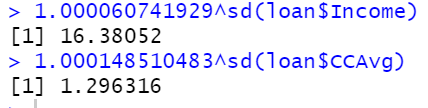 > 1.000060741929^sd(loan$Income)
[1] 16.38052
> 1.000148510483^sd(loan$CCAvg)
[1] 1.296316
>